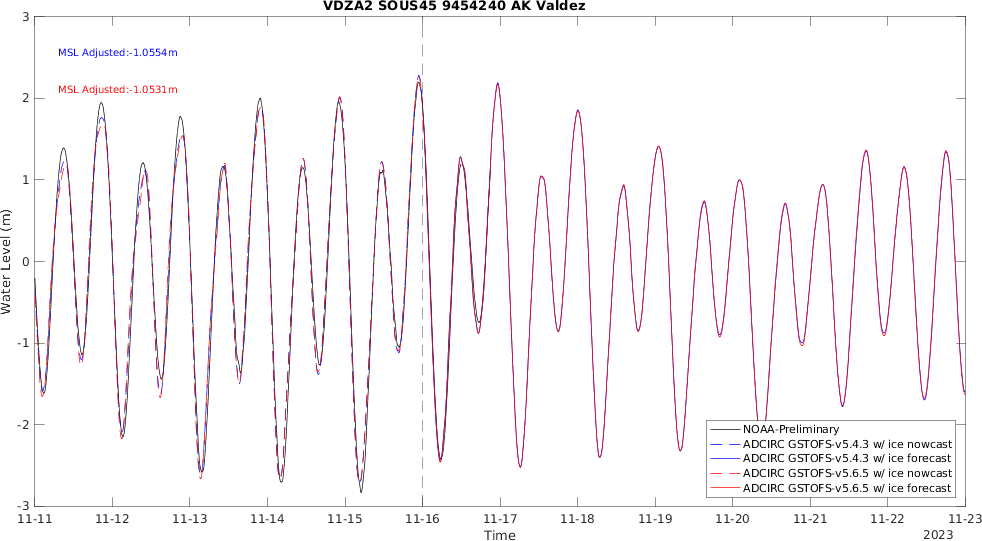 VDZA2 SOUS45 9454240 AK Valdez
3
MSL Adjusted:-1.0554m
MSL Adjusted:-1.0531m
2
1
0
-1
-2
-3
Water Level (m)
NOAA-Preliminary
ADCIRC GSTOFS-v5.4.3 w/ ice nowcast
ADCIRC GSTOFS-v5.4.3 w/ ice forecast
ADCIRC GSTOFS-v5.6.5 w/ ice nowcast
ADCIRC GSTOFS-v5.6.5 w/ ice forecast
11-11 11-12 11-13 11-14 11-15 11-16 11-17 11-18 11-19 11-20 11-21 11-22 11-23
Time
2023